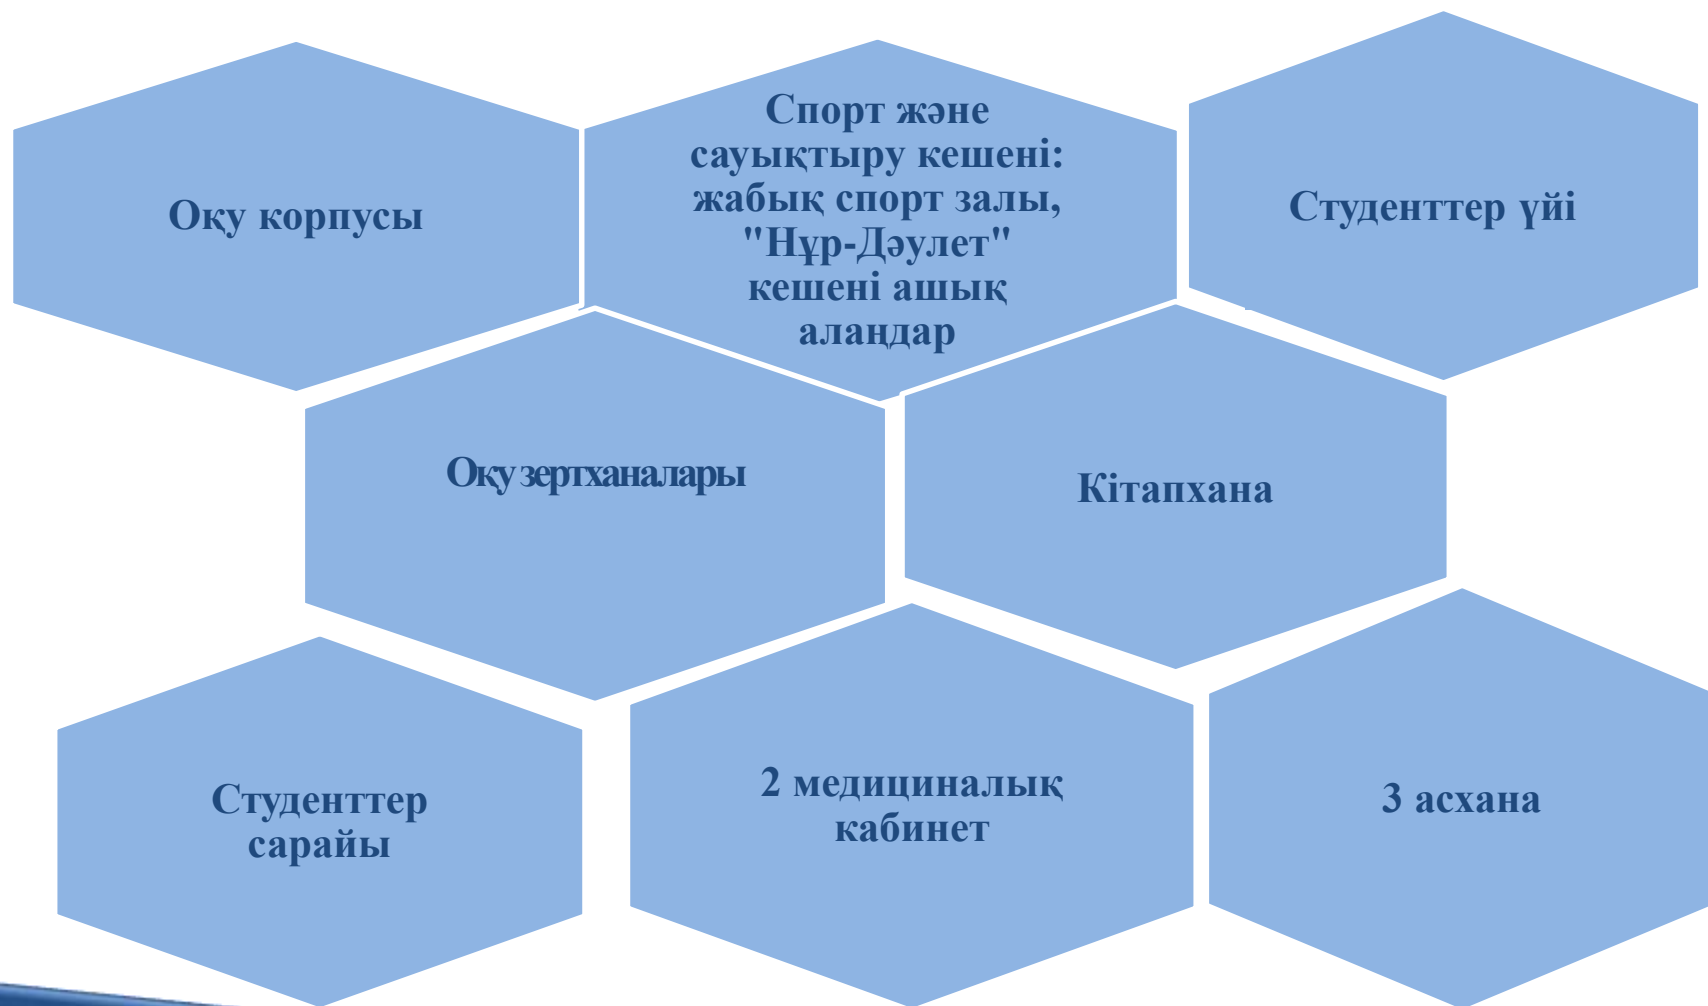 Оқу корпусы
Спорт және
сауықтыру кешені:
жабық спорт залы,
"Нұр-Дәулет"
кешені ашық
алаңдар
Студенттер үйі
Оқу зертханалары
Кітапхана
Студенттер
сарайы
2 медициналық
кабинет
3 асхана